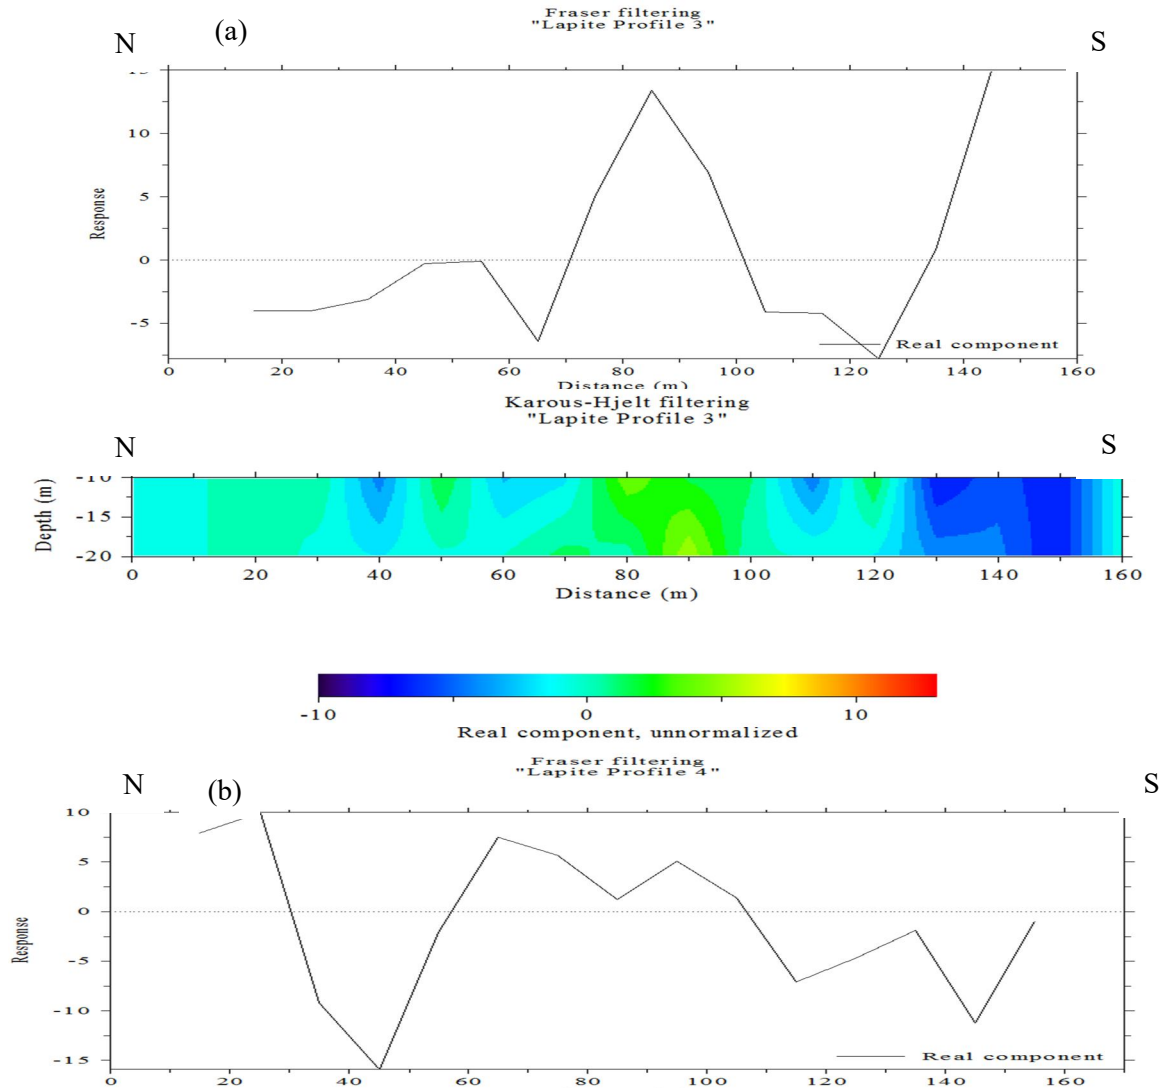 Fraser filtering
"Lapite Profile 3"
N (a) S
15
10
5
0
-5
Response
Real component
0 20 40 60 80 100 120 140 160
Distance (m)
Karous-Hjelt filtering
"Lapite Profile 3"
N S
-10
-15
-20
Depth (m)
0 20 40 60 80 100 120 140 160
Distance (m)
-10 0 10
Real component, unnormalized
Fraser filtering
"Lapite Profile 4"
N (b) S
10
5
0
-5
-10
-15
Response
Real component
0 20 40 60 80 100 120 140 160